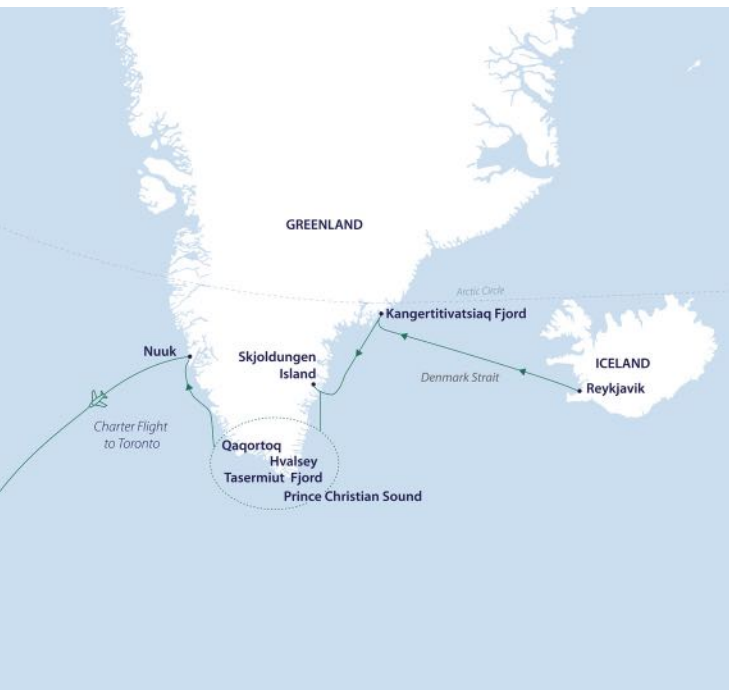 GREENLAND
Arctic Circle
Kangertitivatsiaq Fjord
Nuuk
Skjoldungen
Island
ICELAND
Denmark Strait
Reykjavik
Charter Flight
to Toronto
Qaqortoq
Hvalsey
Tasermiut Fjord
Prince Christian Sound